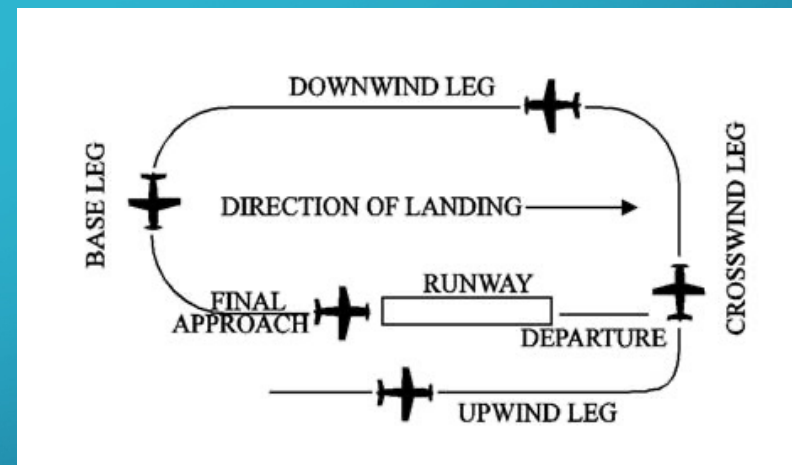 DOWNWIND LEG
BASE LEG
DIRECTION OF LANDING
CROSSWIND LEG
RUNWAY
FINAL
APPROACH
DEPARTURE
UPWIND LEG